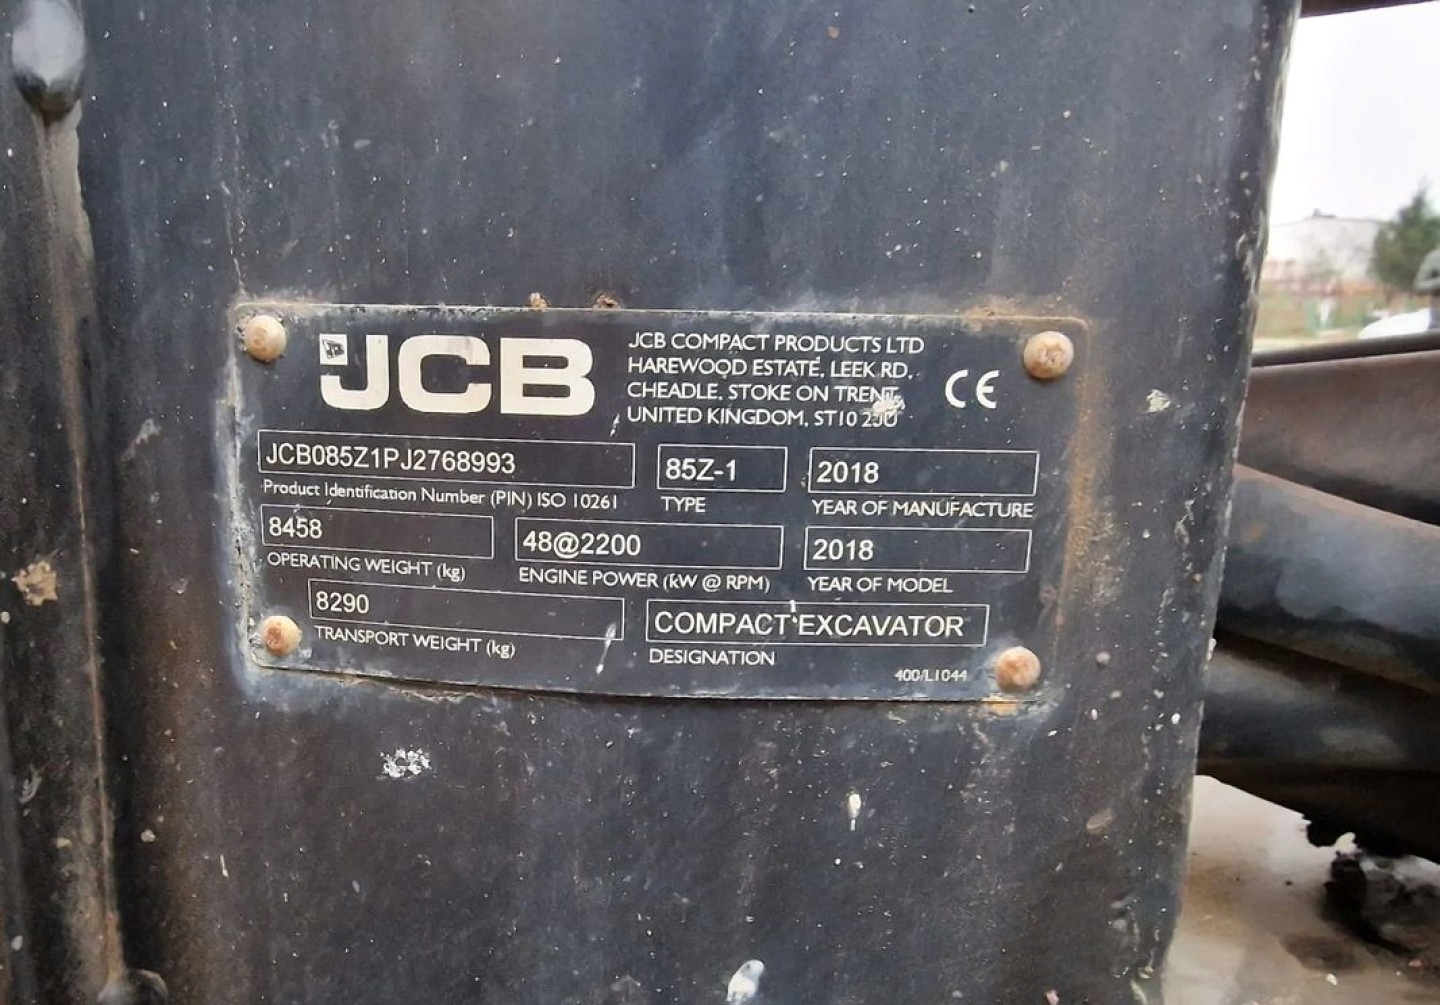 JCB
JCB COMPACT PRODUCTS LTD
HAREWOOD ESTATE, LEEK RD,
CHEADLE, STOKE ON TRENT,
UNITED KINGDOM, ST10 2JU
CE
JCB085Z1PJ2768993
Product Identification Number (PIN) ISO 10261
85Z-1
TYPE
2018
YEAR OF MANUFACTURE
8458
OPERATING WEIGHT (kg)
48@2200
ENGINE POWER (kW @ RPM)
2018
YEAR OF MODEL
8290
TRANSPORT WEIGHT (kg)
COMPACT EXCAVATOR
DESIGNATION
400/L1044